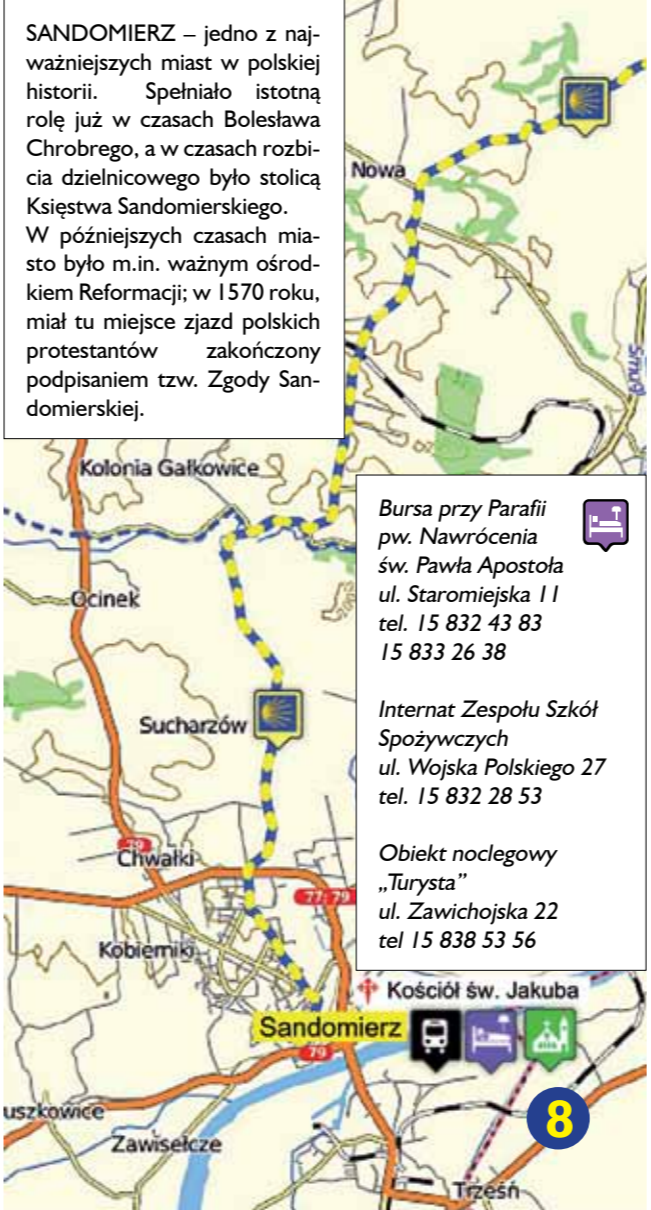 SANDOMIERZ – jedno z naj-
ważniejszych miast w polskiej
historii. Spełniało istotną
rolę już w czasach Bolesława
Chrobrego, a w czasach rozbi-
cia dzielnicowego było stolicą
Księstwa Sandomierskiego.
W późniejszych czasach mia-
sto było m.in. ważnym ośrod-
kiem Reformacji; w 1570 roku,
miał tu miejsce zjazd polskich
protestantów zakończony
podpisaniem tzw. Zgody San-
domierskiej.
Nowa
Kolonia Gałkowice
Ocinek
Sucharzów
Bursa przy Parafii
pw. Nawrócenia
św. Pawła Apostoła
ul. Staromiejska 11
tel. 15 832 43 83
15 833 26 38
Internat Zespołu Szkół
Spożywczych
ul. Wojska Polskiego 27
tel. 15 832 28 53
Obiekt noclegowy
„Turysta”
ul. Zawichojska 22
tel 15 838 53 56
79
Chwałki
77; 79
Kobierniki
Kościół św. Jakuba
Sandomierz
79
8
uszkowice
Zawisełcze
Trześń